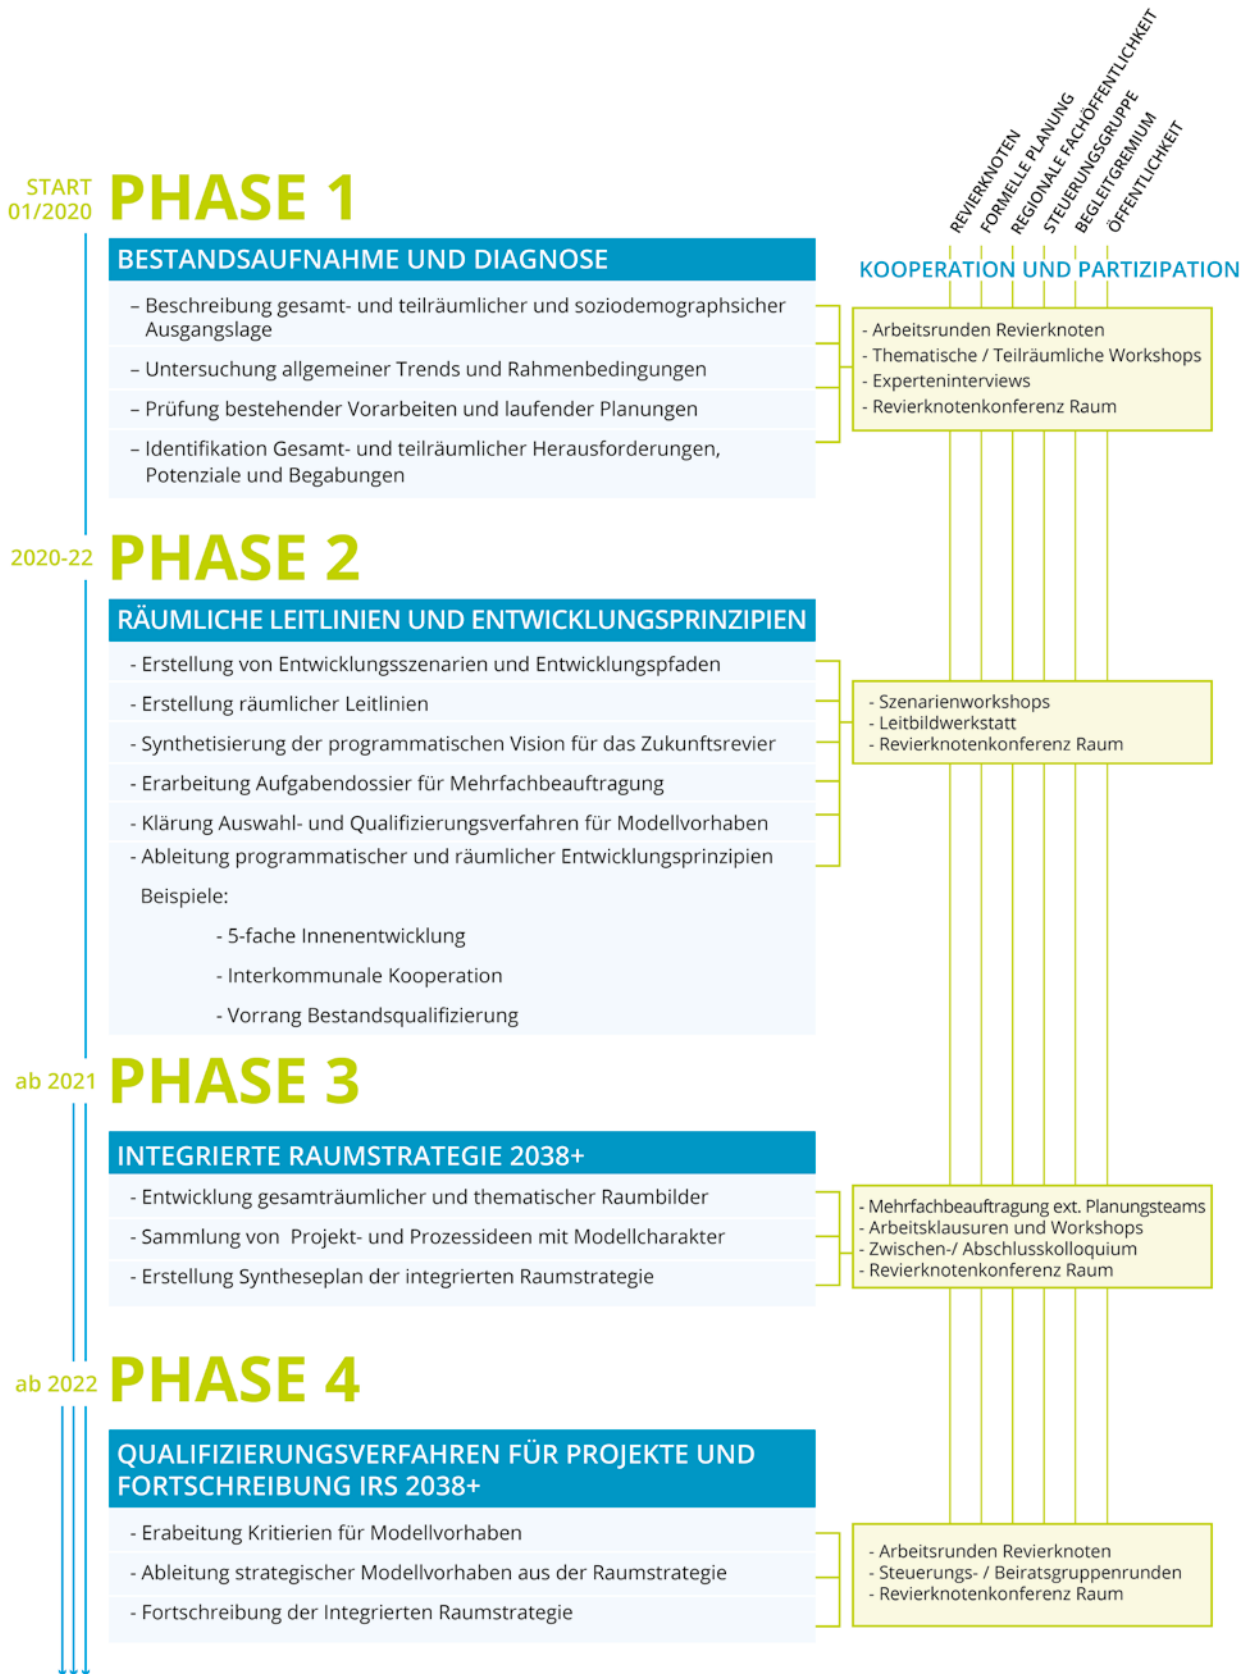 REVIERKNOTEN
FORMELLE PLANUNG
REGIONALE FACHÖFFENTLICHKEIT
STEUERUNGSGRUPPE
BEGLEITGREMIUM
ÖFFENTLICHKEIT
KOOPERATION UND PARTIZIPATION
START
01/2020
PHASE 1
BESTANDSAUFNAHME UND DIAGNOSE
– Beschreibung gesamt- und teilräumlicher und soziodemographsicher
Ausgangslage
– Untersuchung allgemeiner Trends und Rahmenbedingungen
– Prüfung bestehender Vorarbeiten und laufender Planungen
– Identifikation Gesamt- und teilräumlicher Herausforderungen,
Potenziale und Begabungen
- Arbeitsrunden Revierknoten
- Thematische / Teilräumliche Workshops
- Experteninterviews
- Revierknotenkonferenz Raum
2020-22
PHASE 2
RÄUMLICHE LEITLINIEN UND ENTWICKLUNGSPRINZIPIEN
- Erstellung von Entwicklungsszenarien und Entwicklungspfaden
- Erstellung räumlicher Leitlinien
- Synthetisierung der programmatischen Vision für das Zukunftsrevier
- Erarbeitung Aufgabendossier für Mehrfachbeauftragung
- Klärung Auswahl- und Qualifizierungsverfahren für Modellvorhaben
- Ableitung programmatischer und räumlicher Entwicklungsprinzipien
Beispiele:
- 5-fache Innenentwicklung
- Interkommunale Kooperation
- Vorrang Bestandsqualifizierung
- Szenarienworkshops
- Leitbildwerkstatt
- Revierknotenkonferenz Raum
ab 2021
PHASE 3
INTEGRIERTE RAUMSTRATEGIE 2038+
- Entwicklung gesamträumlicher und thematischer Raumbilder
- Sammlung von Projekt- und Prozessideen mit Modellcharakter
- Erstellung Syntheseplan der integrierten Raumstrategie
- Mehrfachbeauftragung ext. Planungsteams
- Arbeitsklausuren und Workshops
- Zwischen-/ Abschlusskolloquium
- Revierknotenkonferenz Raum
ab 2022
PHASE 4
QUALIFIZIERUNGSVERFAHREN FÜR PROJEKTE UND
FORTSCHREIBUNG IRS 2038+
- Erabeitung Kritierien für Modellvorhaben
- Ableitung strategischer Modellvorhaben aus der Raumstrategie
- Fortschreibung der Integrierten Raumstrategie
- Arbeitsrunden Revierknoten
- Steuerungs- / Beiratsgruppenrunden
- Revierknotenkonferenz Raum